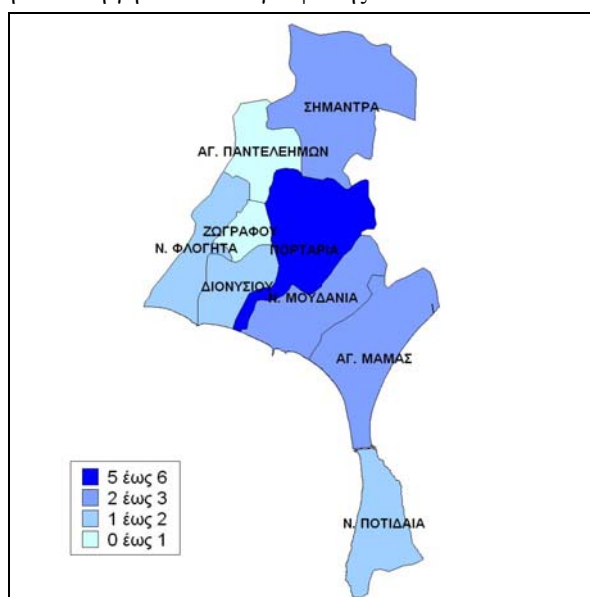 ΣΗΜΑΝΤΡΑ
ΑΓ. ΠΑΝΤΕΛΕΗΜΩΝ
ΖΩΓΡΑΦΟΥ
Ν. ΦΛΟΓΗΤΑ
ΠΟΡΤΑΡΙΑ
ΔΙΟΝΥΣΙΟΥ
Ν. ΜΟΥΔΑΝΙΑ
ΑΓ. ΜΑΜΑΣ
5 έως 6
2 έως 3
1 έως 2
0 έως 1
Ν. ΠΟΤΙΔΑΙΑ